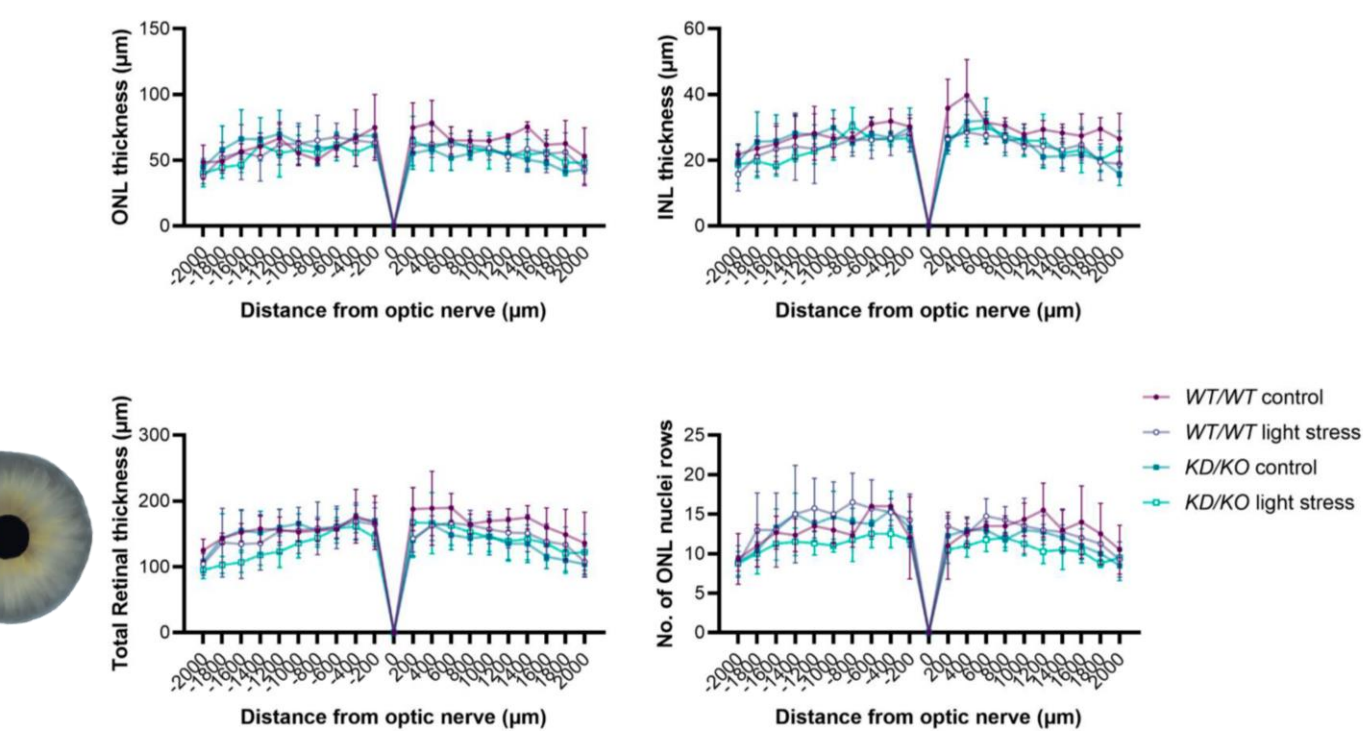 150
100
50
0
ONL thickness (µm)
-2000 -1800 -1600 -1400 -1200 -1000 -800 -600 -400 -200 0 200 400 600 800 1000 1200 1400 1600 1800 2000
Distance from optic nerve (µm)
60
40
20
0
INL thickness (µm)
-2000 -1800 -1600 -1400 -1200 -1000 -800 -600 -400 -200 0 200 400 600 800 1000 1200 1400 1600 1800 2000
Distance from optic nerve (µm)
300
200
100
0
Total Retinal thickness (µm)
-2000 -1800 -1600 -1400 -1200 -1000 -800 -600 -400 -200 0 200 400 600 800 1000 1200 1400 1600 1800 2000
Distance from optic nerve (µm)
25
20
15
10
5
0
No. of ONL nuclei rows
-2000 -1800 -1600 -1400 -1200 -1000 -800 -600 -400 -200 0 200 400 600 800 1000 1200 1400 1600 1800 2000
Distance from optic nerve (µm)
WT/WT control
WT/WT light stress
KD/KO control
KD/KO light stress